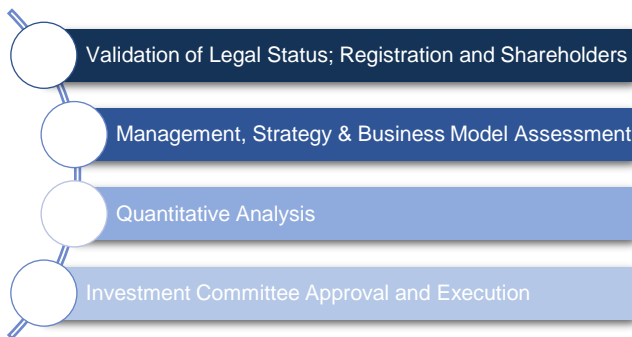 Validation of Legal Status; Registration and Shareholders
Management, Strategy & Business Model Assessment
Quantitative Analysis
Investment Committee Approval and Execution